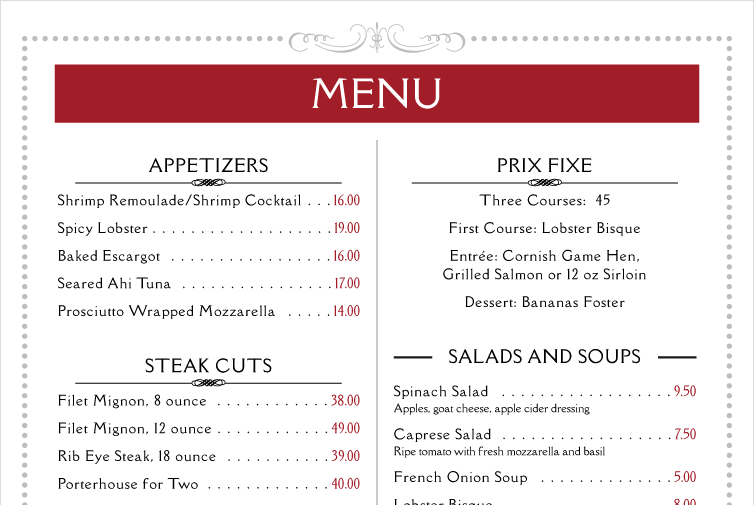 MENU
APPETIZERS
Shrimp Remoulade/Shrimp Cocktail . . . 16.00
Spicy Lobster . . . . . . . . . . . . . . . . . . . 19.00
Baked Escargot . . . . . . . . . . . . . . . . . 16.00
Seared Ahi Tuna . . . . . . . . . . . . . . . . 17.00
Prosciutto Wrapped Mozzarella . . . . . 14.00
STEAK CUTS
Filet Mignon, 8 ounce . . . . . . . . . . . . 38.00
Filet Mignon, 12 ounce . . . . . . . . . . . . 49.00
Rib Eye Steak, 18 ounce . . . . . . . . . . . 39.00
Porterhouse for Two . . . . . . . . . . . . . 40.00
PRIX FIXE
Three Courses: 45
First Course: Lobster Bisque
Entrée: Cornish Game Hen,
Grilled Salmon or 12 oz Sirloin
Dessert: Bananas Foster
SALADS AND SOUPS
Spinach Salad . . . . . . . . . . . . . . . . . . 9.50
Apples, goat cheese, apple cider dressing
Caprese Salad . . . . . . . . . . . . . . . . . . 7.50
Ripe tomato with fresh mozzarella and basil
French Onion Soup . . . . . . . . . . . . . . 5.00
Lobster Bisque . . . . . . . . . . . . . . . . . . 8.00